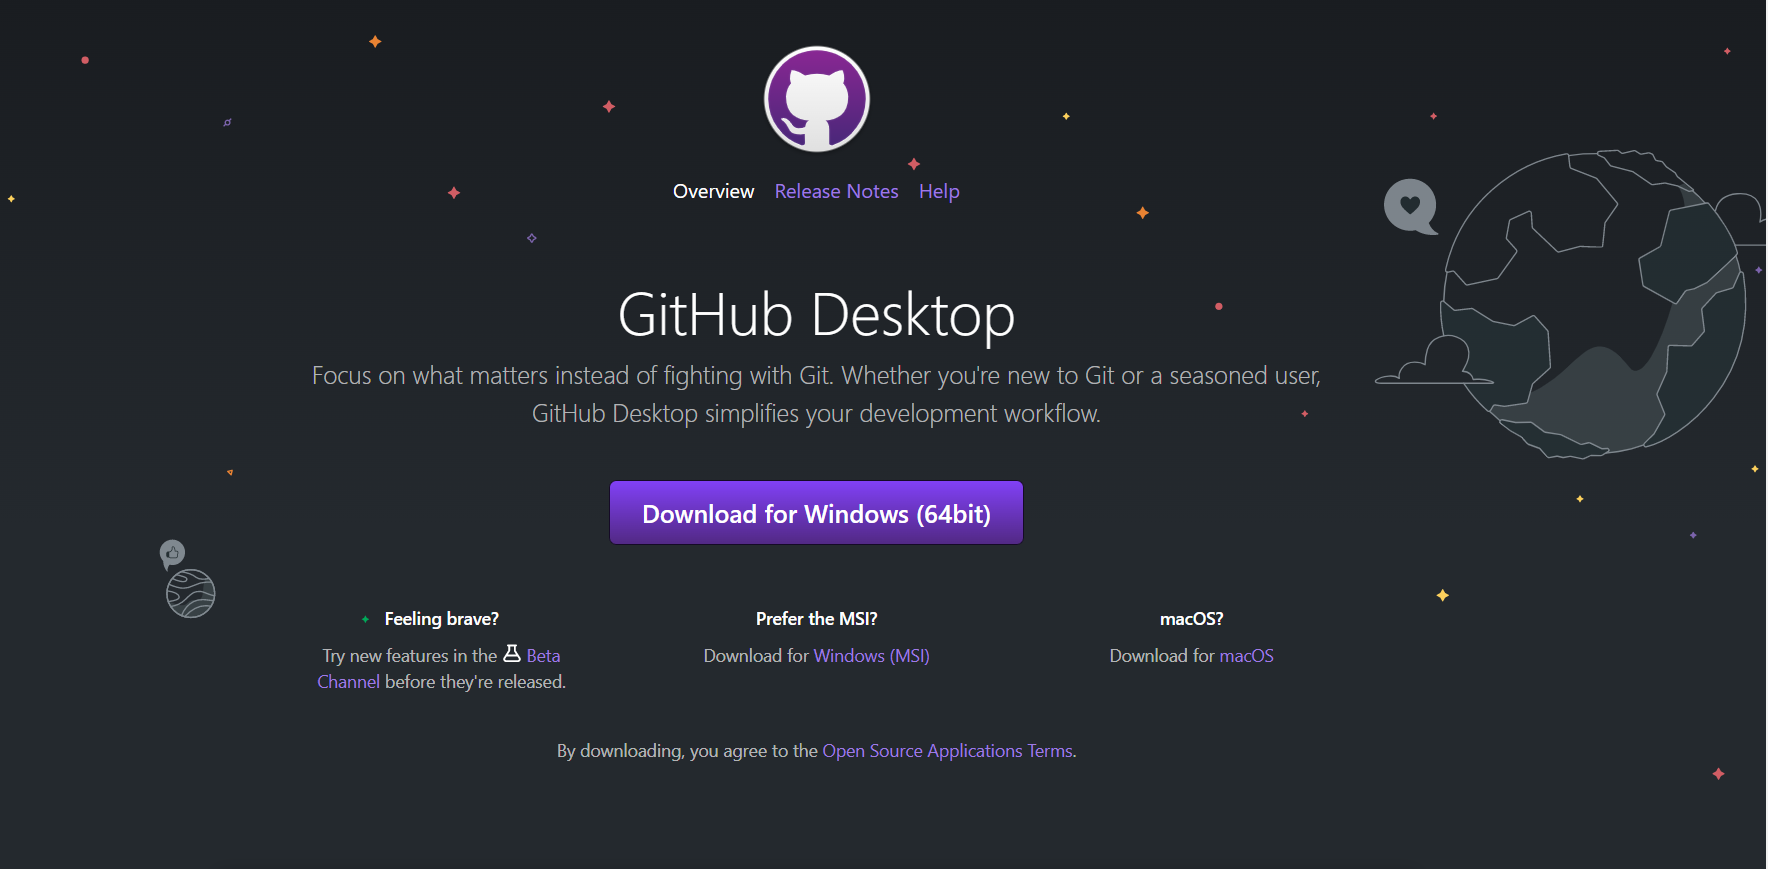 Overview Release Notes Help
GitHub Desktop
Focus on what matters instead of fighting with Git. Whether you're new to Git or a seasoned user,
GitHub Desktop simplifies your development workflow.
Download for Windows (64bit)
Feeling brave?
Try new features in the Beta
Channel before they're released.
Prefer the MSI?
Download for Windows (MSI)
macOS?
Download for macOS
By downloading, you agree to the Open Source Applications Terms.